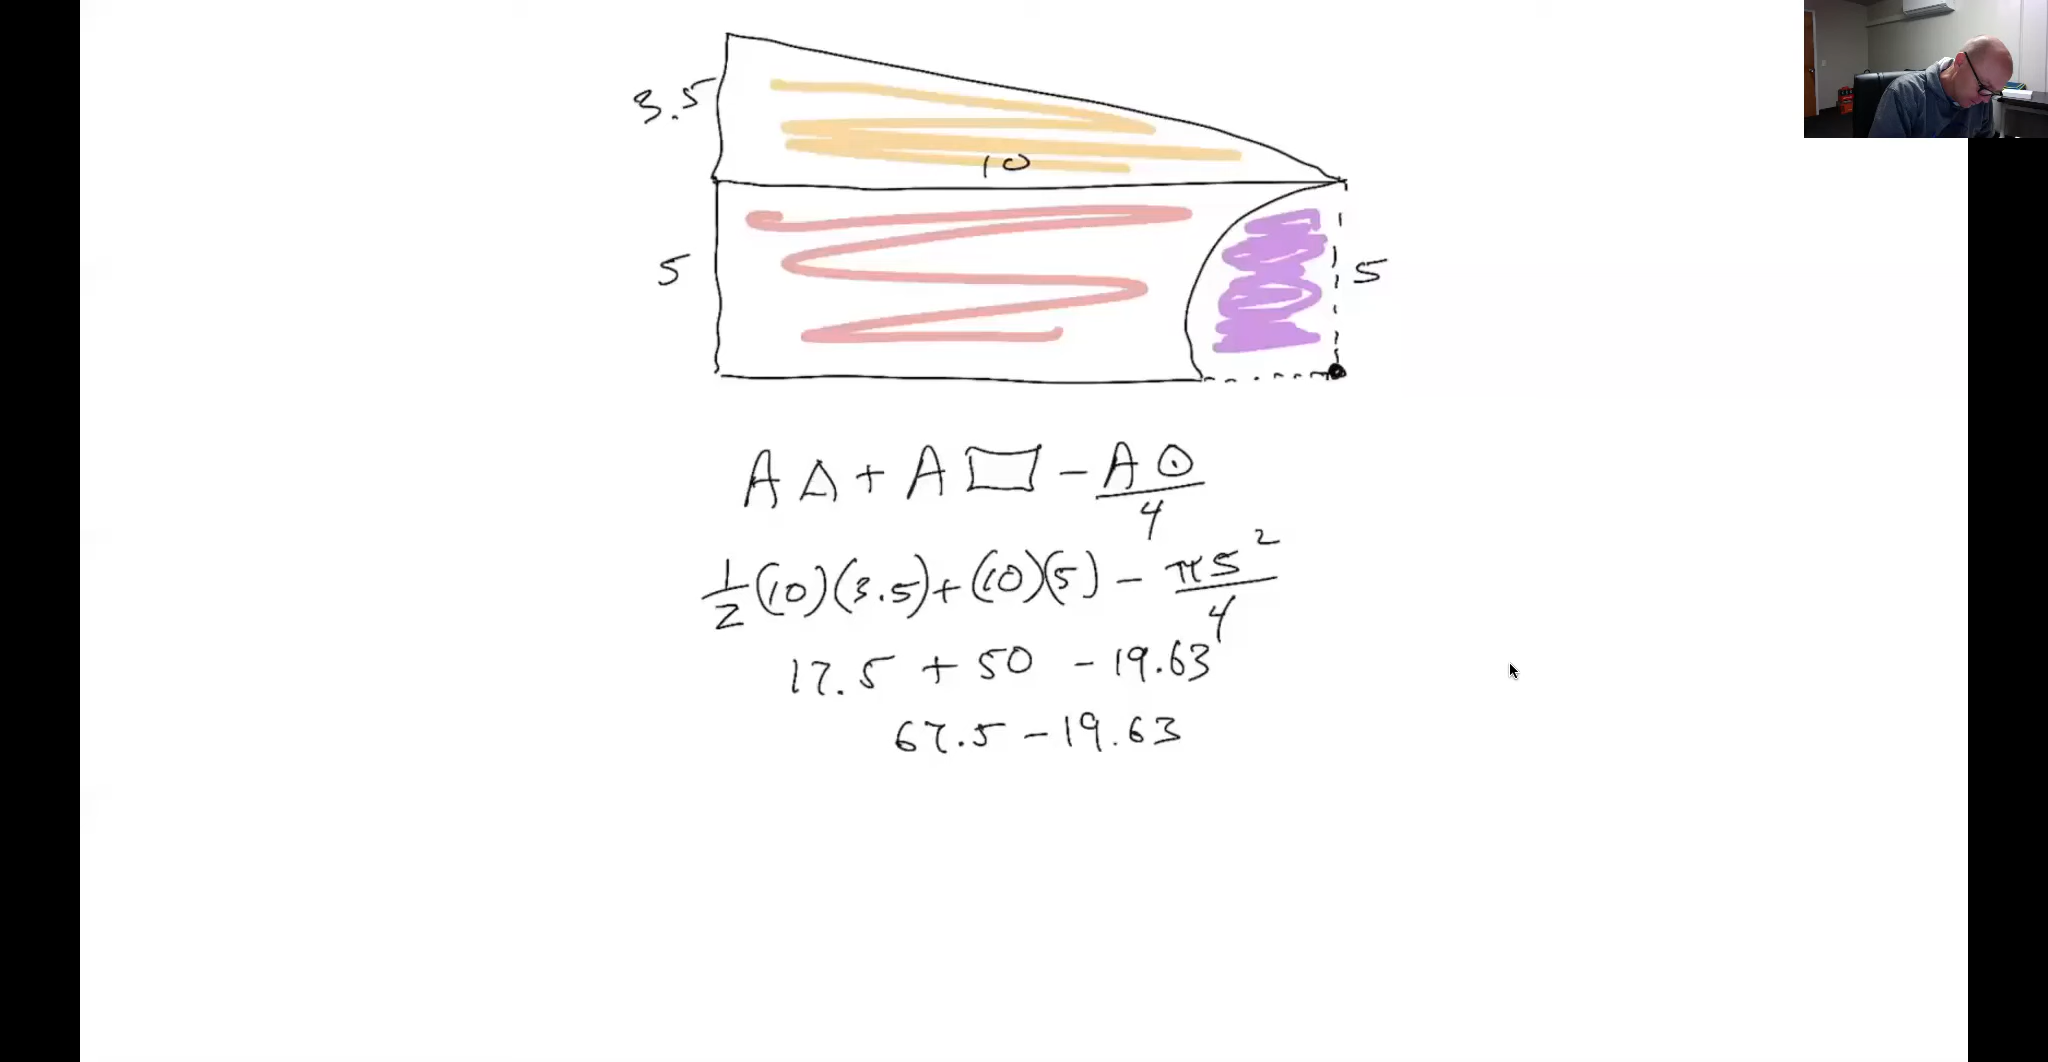 3.5
10
5
5
A△ + A▭ - A⊙/4
1/2(10)(3.5) + (10)(5) - π5²/4
17.5 + 50 - 19.63
67.5 - 19.63